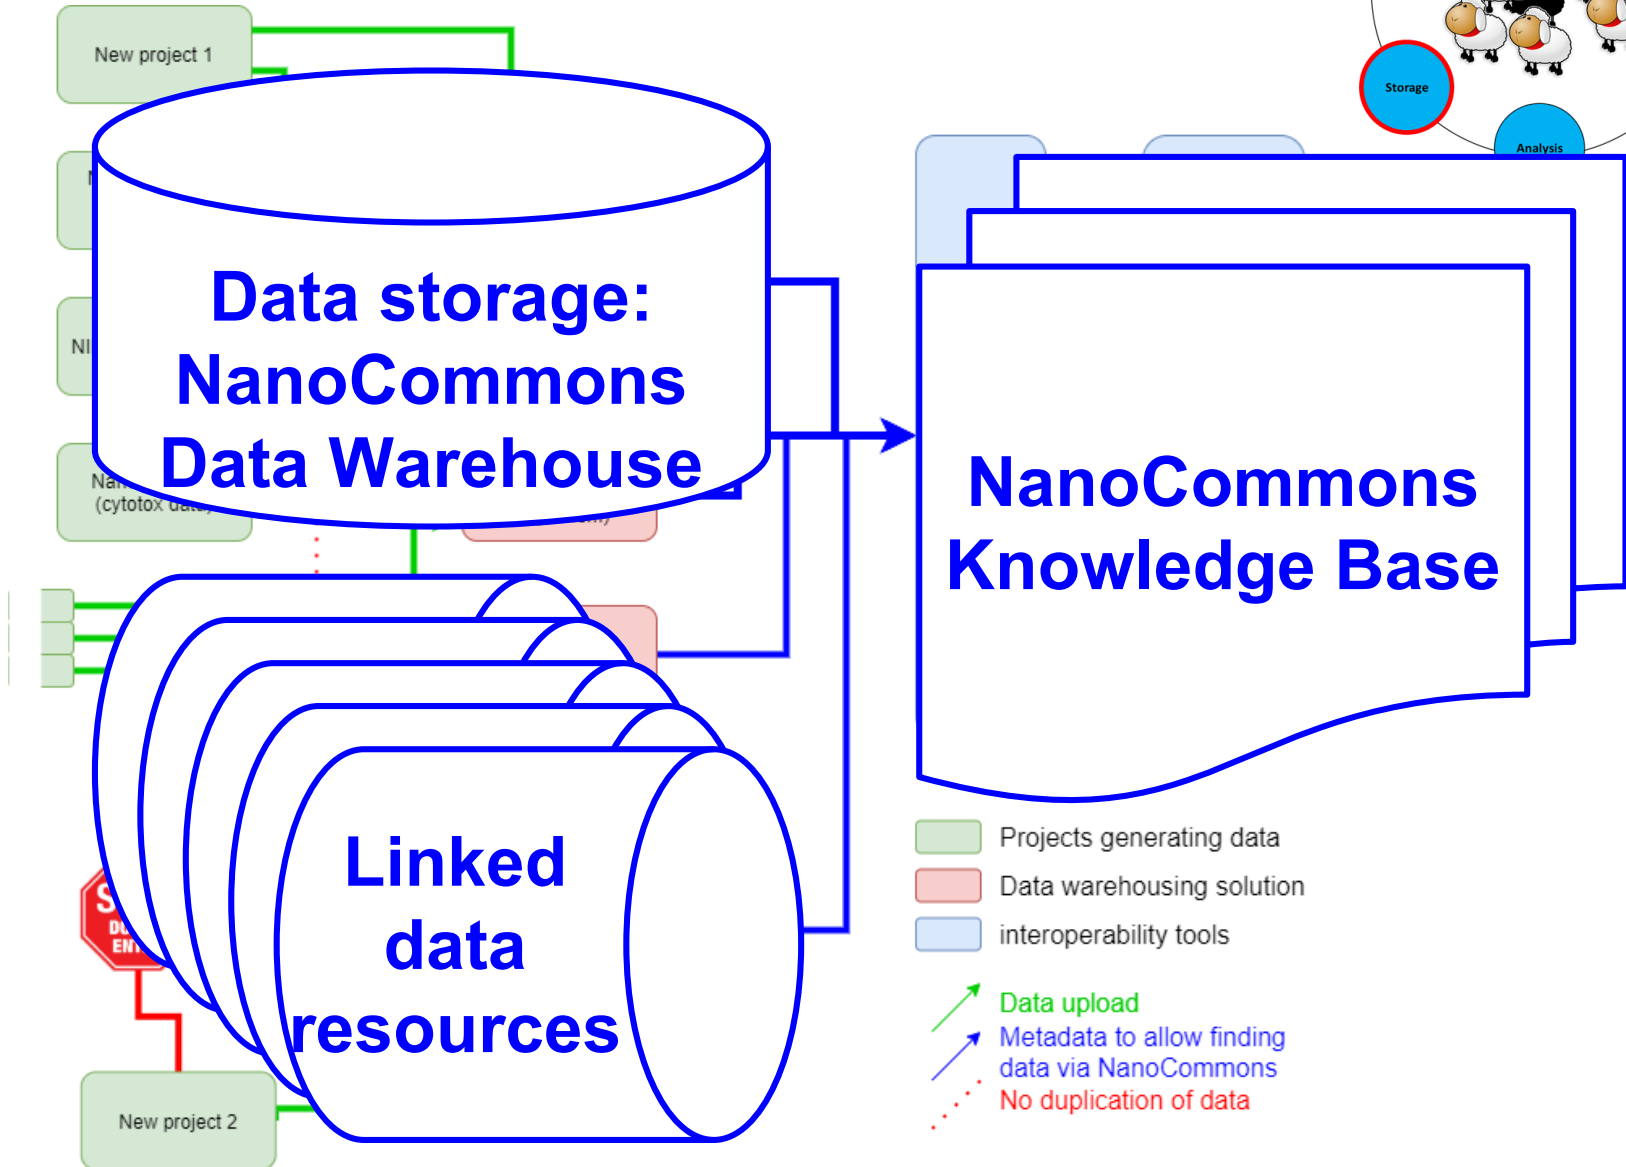 New project 1
Storage
Analysis
Data storage:
NanoCommons
Data Warehouse
(cytotox data)
NanoCommons
Knowledge Base
Linked
data
resources
New project 2
Projects generating data
Data warehousing solution
interoperability tools
Data upload
Metadata to allow finding
data via NanoCommons
No duplication of data